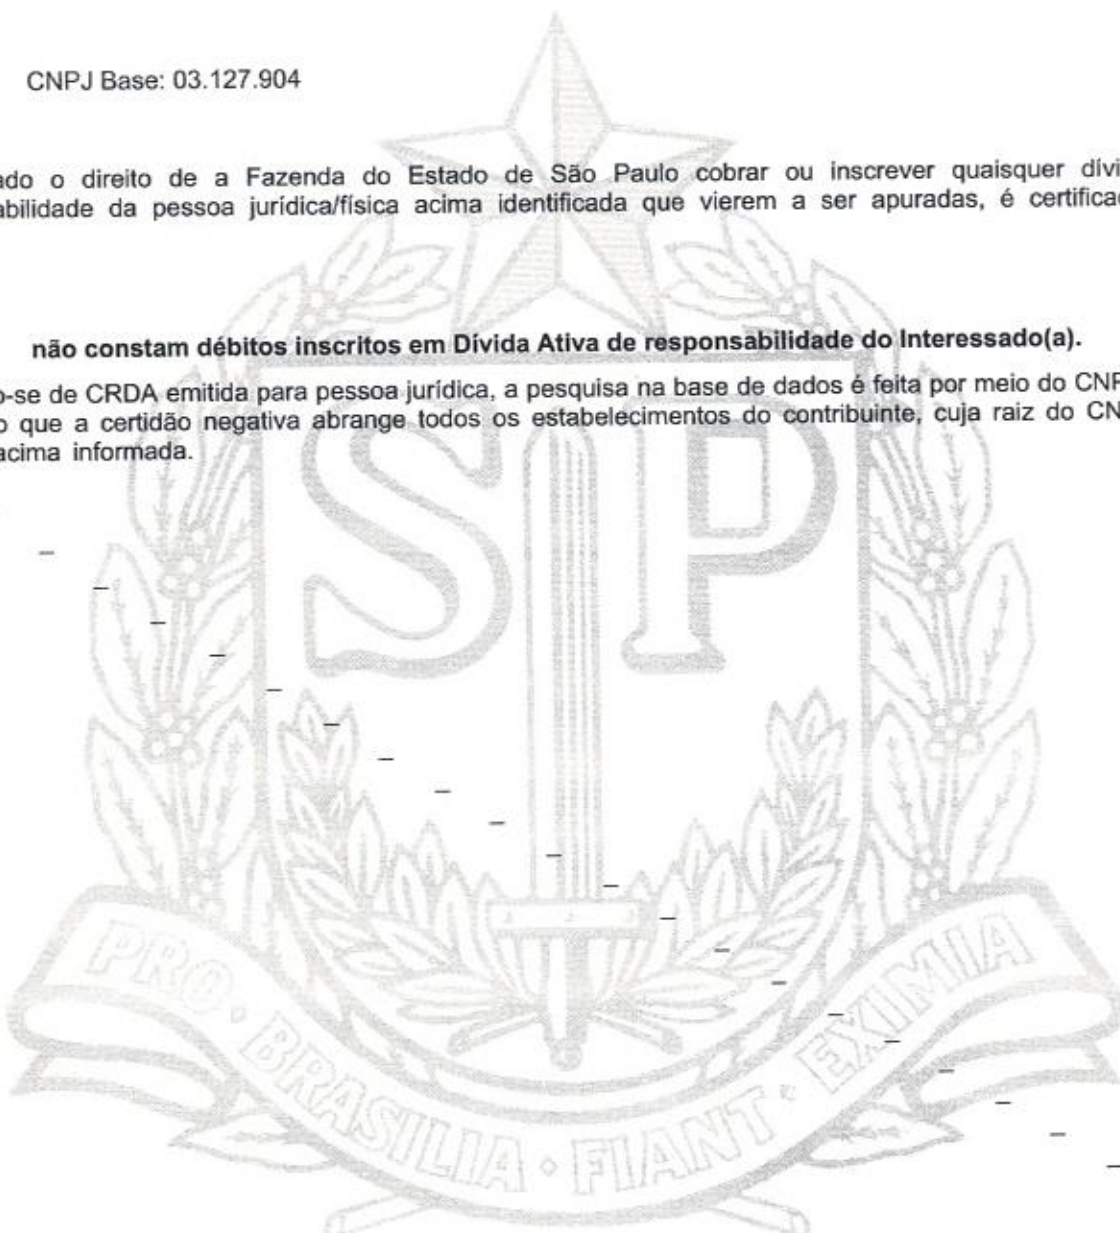 CNPJ Base: 03.127.904
ado o direito de a Fazenda do Estado de São Paulo cobrar ou inscrever quaisquer dívi
abilidade da pessoa jurídica/física acima identificada que vierem a ser apuradas, é certifica
não constam débitos inscritos em Dívida Ativa de responsabilidade do Interessado(a).
o-se de CRDA emitida para pessoa jurídica, a pesquisa na base de dados é feita por meio do CNP
o que a certidão negativa abrange todos os estabelecimentos do contribuinte, cuja raiz do CN
acima informada.
SP
PRO · BRASILIA · FIANT · EXIMIA